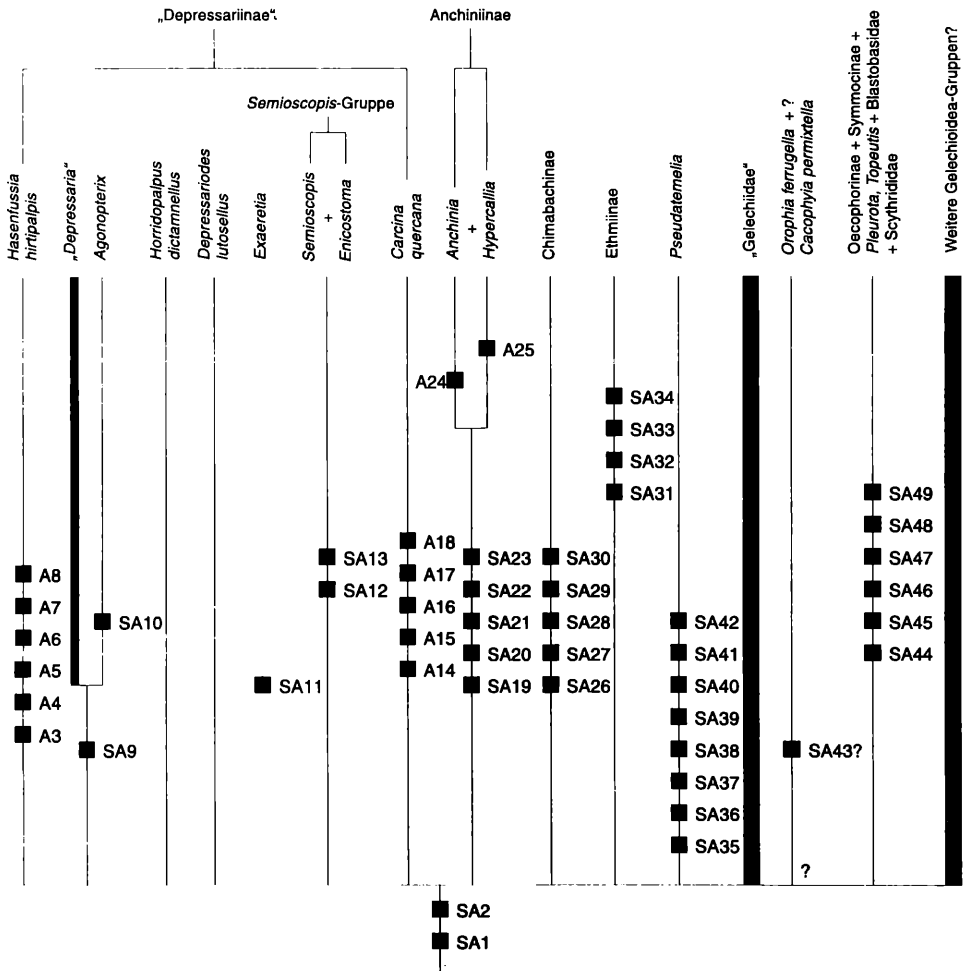 „Depressariinae“.
Anchiniinae
Semioscopis-Gruppe
Hasenfussia
hirtipalpis
„Depressaria“
Agonopterix
Horridopalpus
dictamnellus
Depressariodes
lutosellus
Exaeretia
Semioscopis
+
Enicostoma
Carcina
quercana
Anchinia
+
Hypercallia
Chimabachinae
Ethmiinae
Pseudatemelia
„Gelechiidae“
Orophia ferrugella + ?
Cacophyia permixtella
Oecophorinae + Symmocinae +
Pleurota, Topeutis + Blastobasidae
+ Scythrididae
Weitere Gelechioidea-Gruppen?
A25
A24
SA34
SA33
SA32
SA31
SA49
SA48
SA47
SA46
SA45
SA44
A18
A17
A16
A15
A14
SA13
SA12
SA23
SA22
SA21
SA20
SA19
SA30
SA29
SA28
SA27
SA26
A8
A7
A6
A5
A4
A3
SA10
SA9
SA11
SA42
SA41
SA40
SA39
SA38
SA37
SA36
SA35
SA43?
?
SA2
SA1